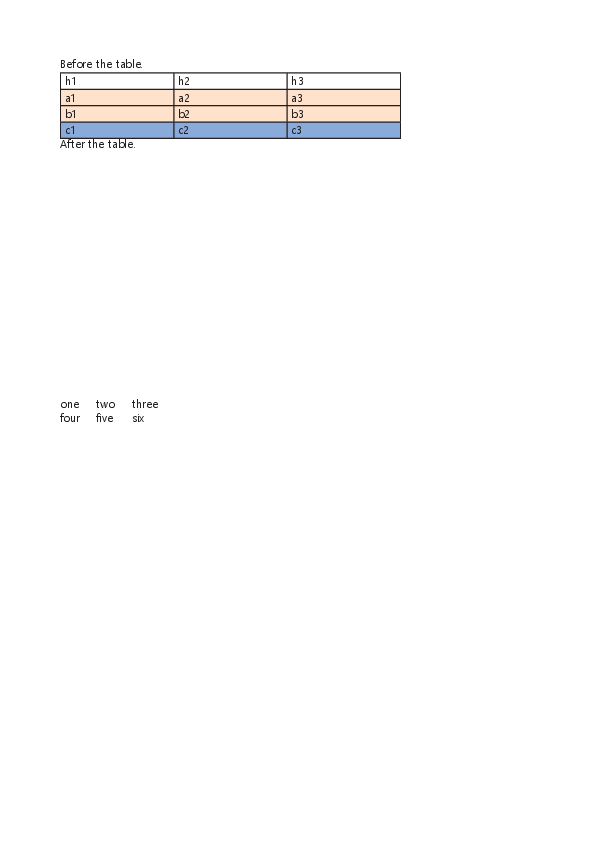 Before the table.
h1 h2 h3
a1 a2 a3
b1 b2 b3
c1 c2 c3
After the table.
one two three
four five six